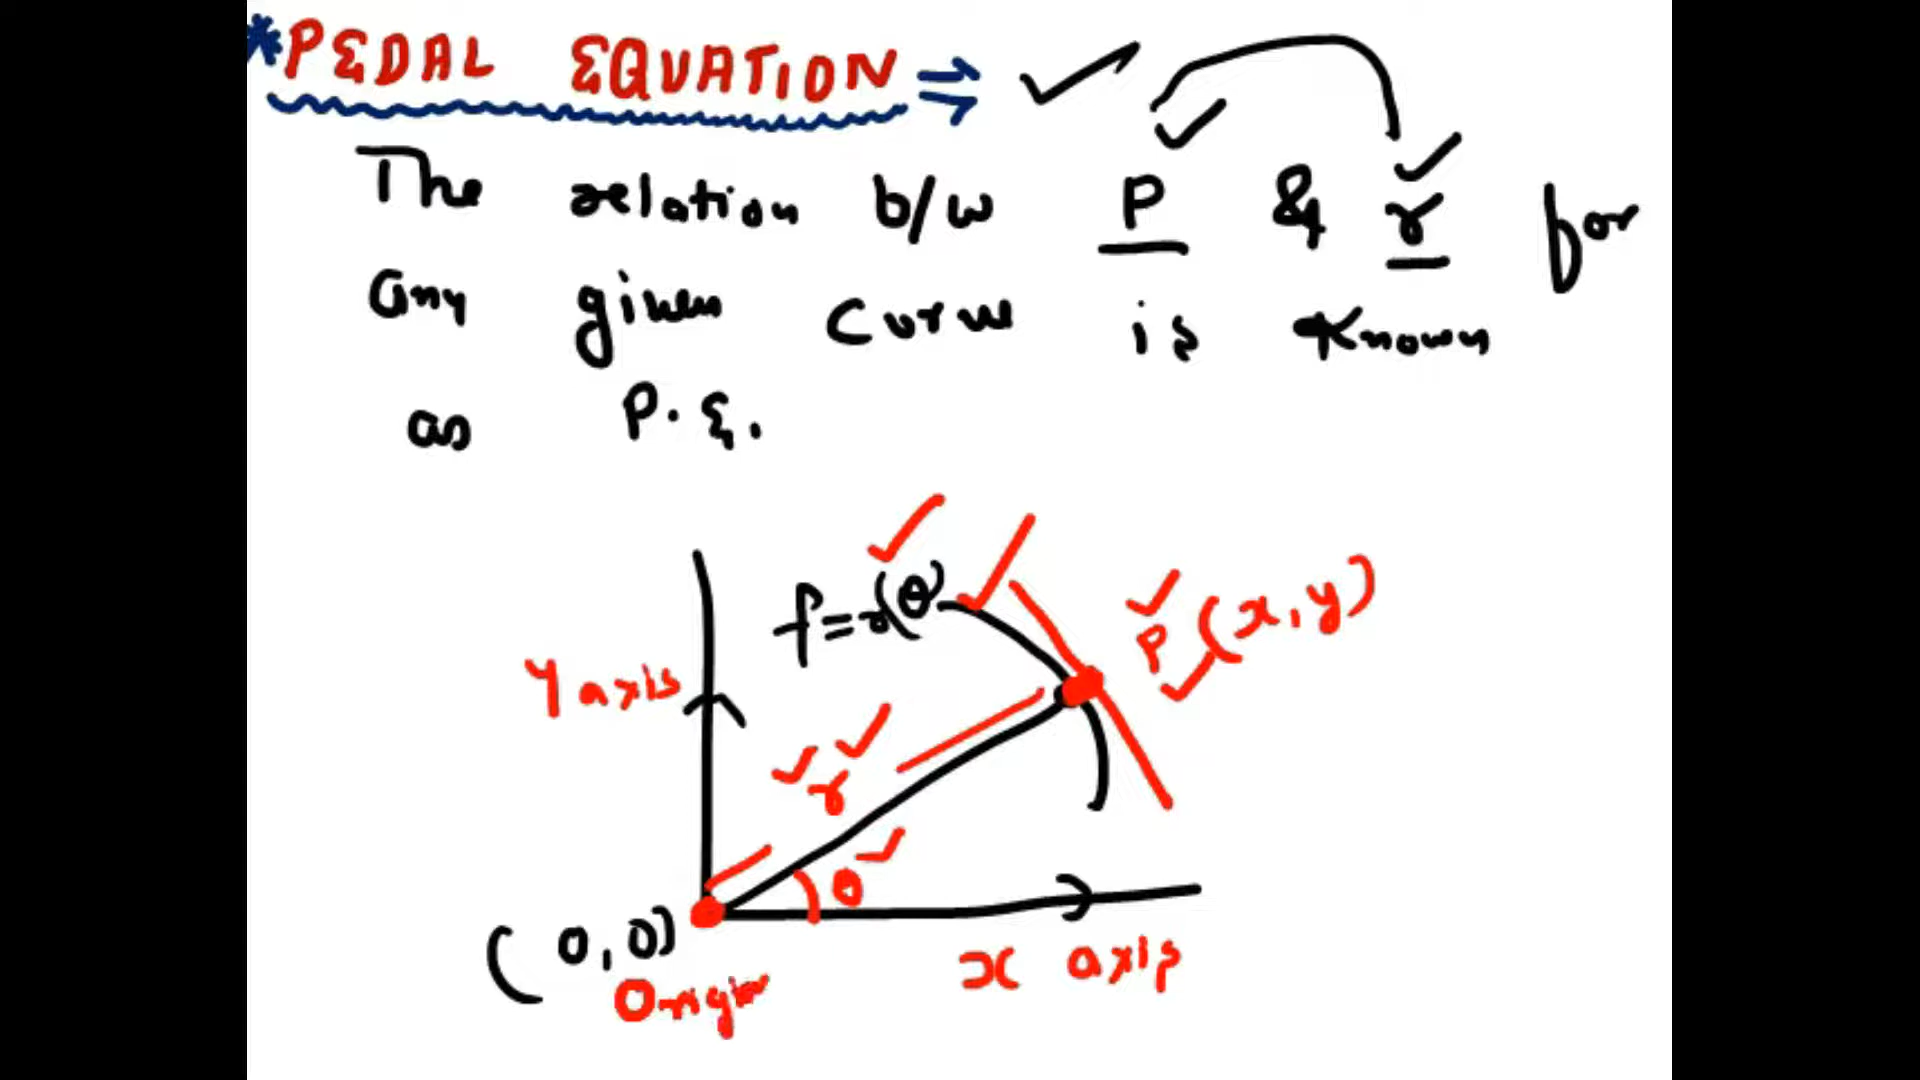 *PEDAL EQUATION ⇒
The relation b/w P & r for
any given curve is known
as P.E.
f=r(θ)
P (x,y)
Y axis
r
θ
(0,0)
x axis
Origin